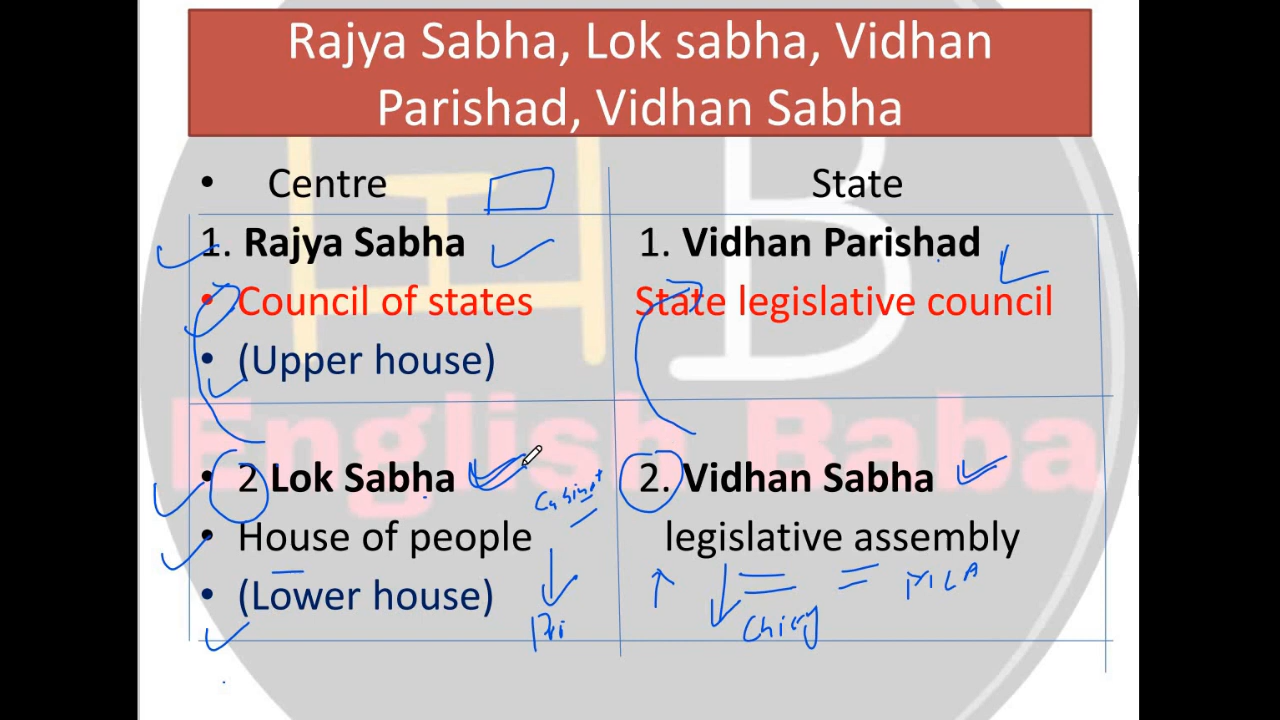 Rajya Sabha, Lok sabha, Vidhan
Parishad, Vidhan Sabha
• Centre State
1. Rajya Sabha 1. Vidhan Parishad
• Council of states State legislative council
• (Upper house)
English Baba
• 2 Lok Sabha 2. Vidhan Sabha
Cabinet
• House of people legislative assembly
MLA
• (Lower house)
HB